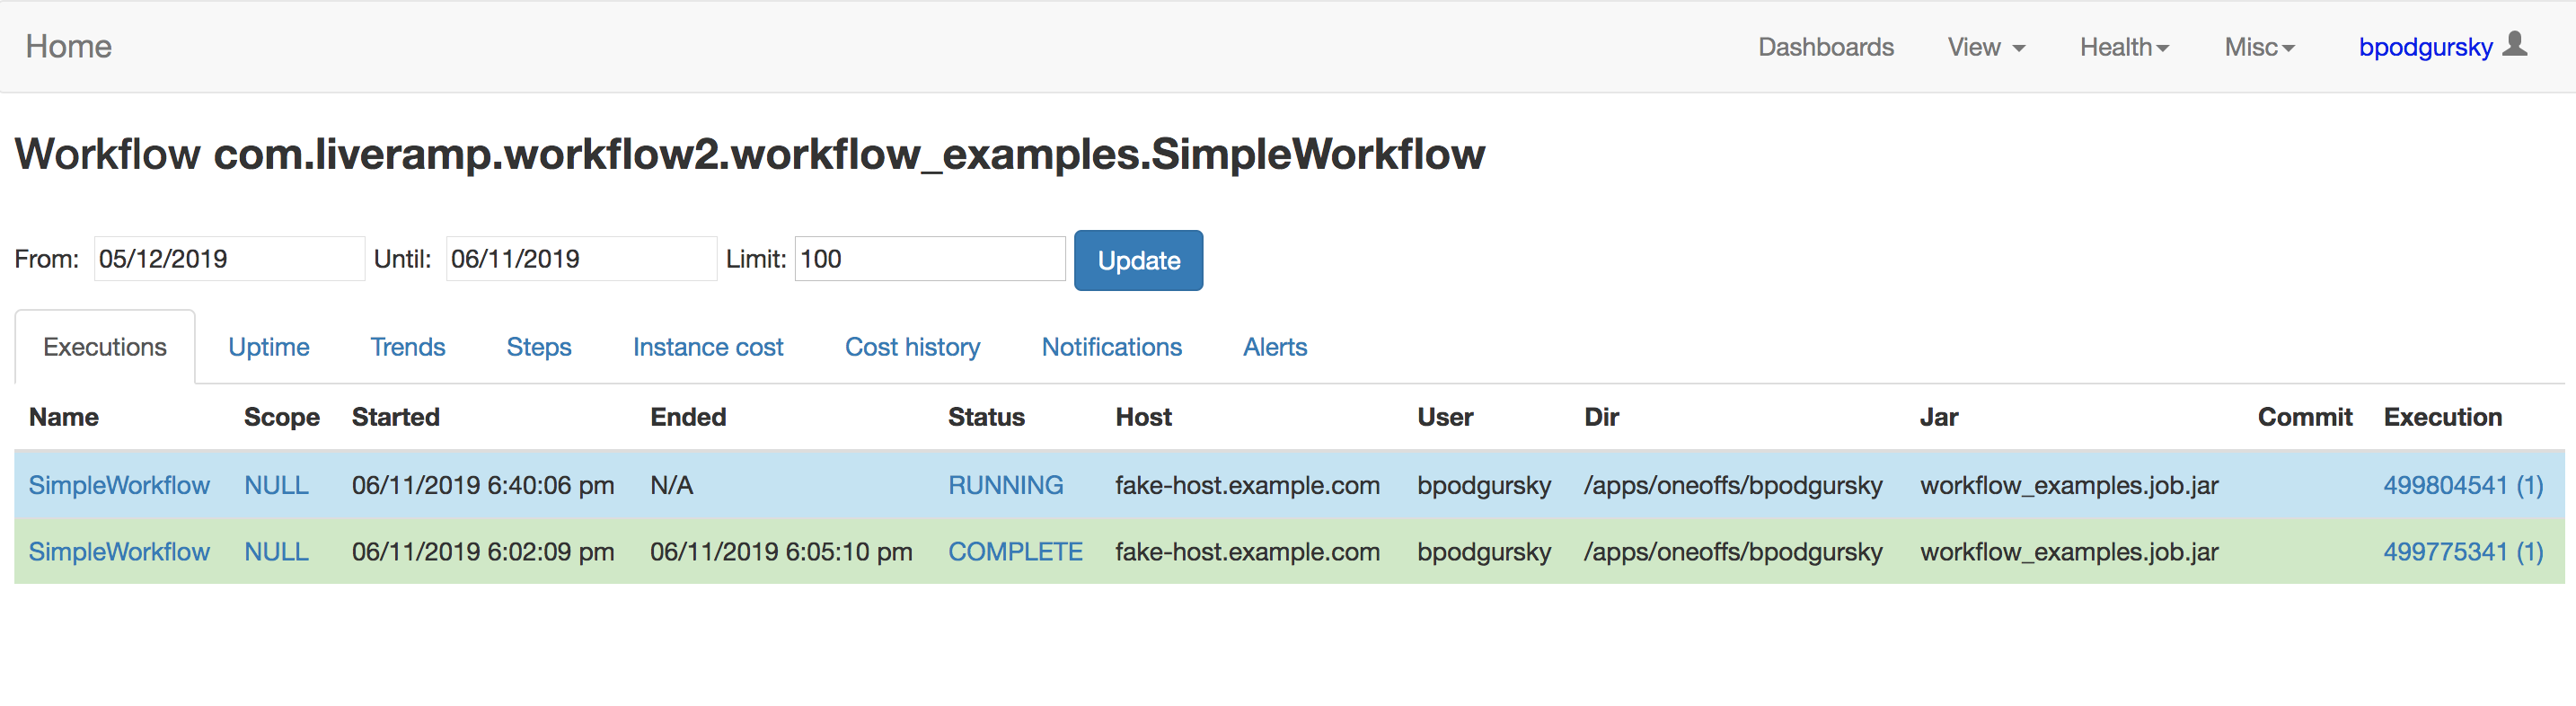 Home Dashboards View Health Misc bpodgursky
Workflow com.liveramp.workflow2.workflow_examples.SimpleWorkflow
From: 05/12/2019 Until: 06/11/2019 Limit: 100 Update
Executions Uptime Trends Steps Instance cost Cost history Notifications Alerts
Name Scope Started Ended Status Host User Dir Jar Commit Execution
SimpleWorkflow NULL 06/11/2019 6:40:06 pm N/A RUNNING fake-host.example.com bpodgursky /apps/oneoffs/bpodgursky workflow_examples.job.jar 499804541 (1)
SimpleWorkflow NULL 06/11/2019 6:02:09 pm 06/11/2019 6:05:10 pm COMPLETE fake-host.example.com bpodgursky /apps/oneoffs/bpodgursky workflow_examples.job.jar 499775341 (1)